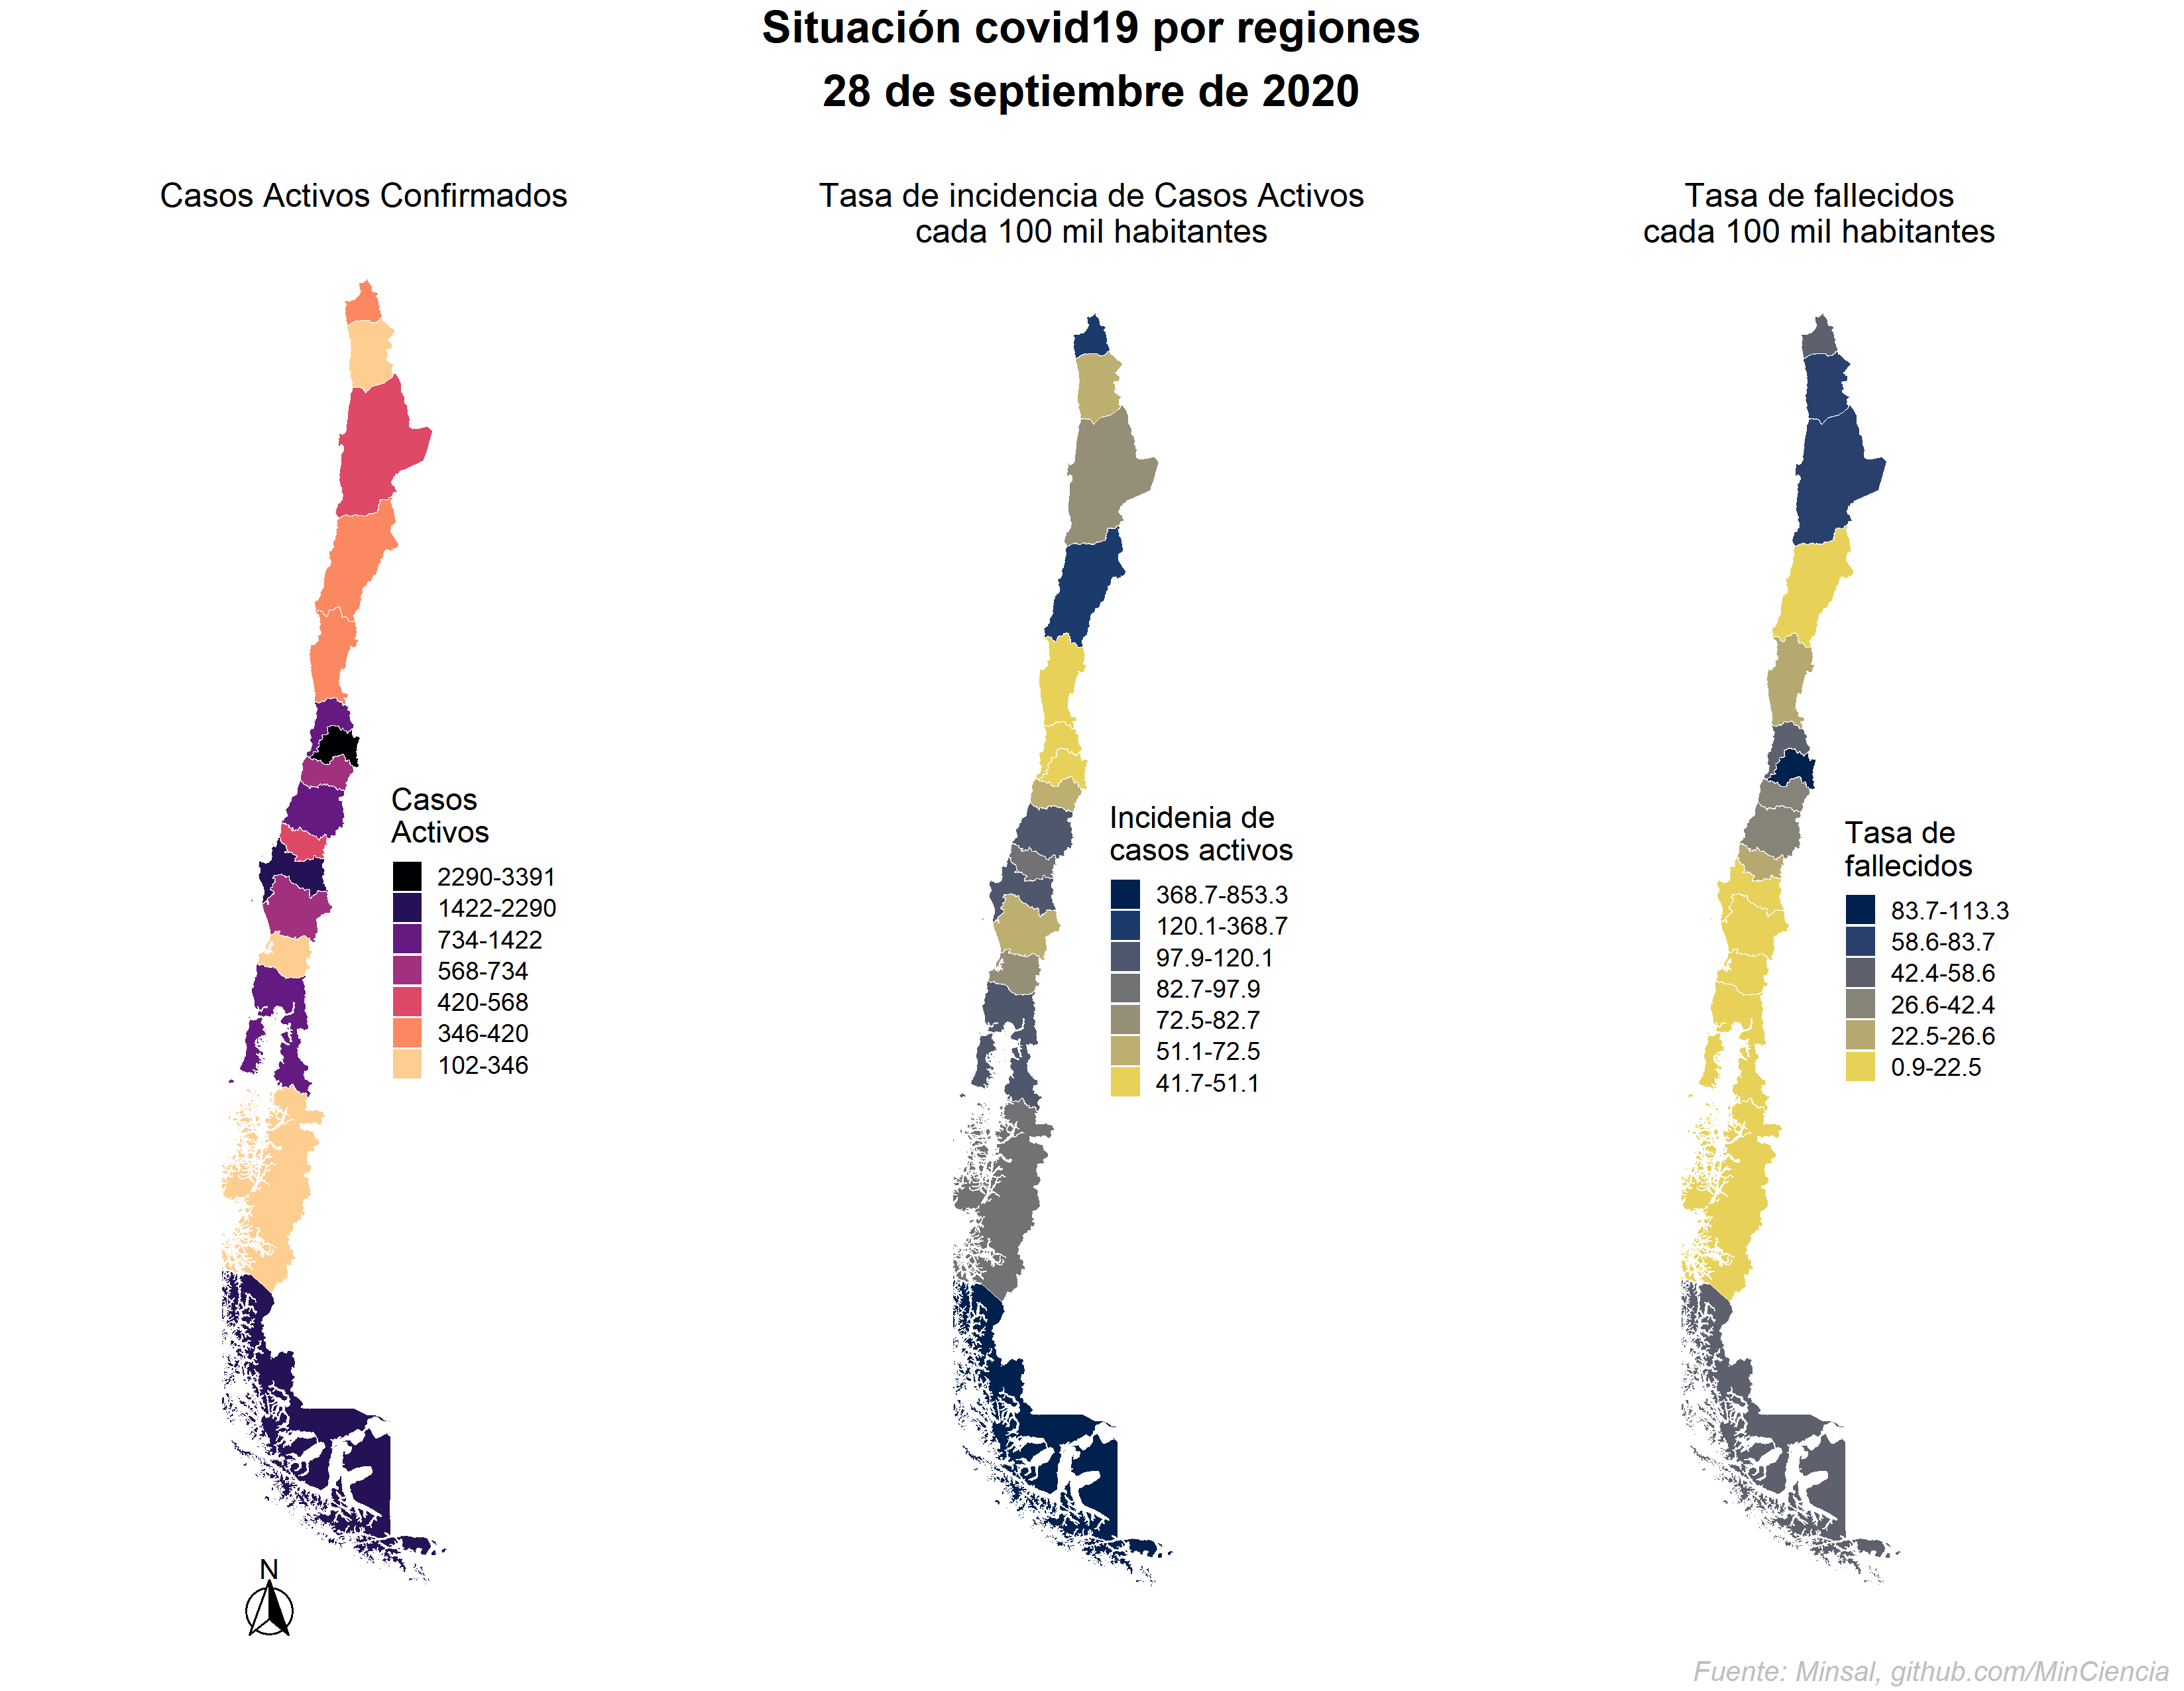 Situación covid19 por regiones
28 de septiembre de 2020
Casos Activos Confirmados
Tasa de incidencia de Casos Activos
cada 100 mil habitantes
Tasa de fallecidos
cada 100 mil habitantes
Casos
Activos
2290-3391
1422-2290
734-1422
568-734
420-568
346-420
102-346
Incidenia de
casos activos
368.7-853.3
120.1-368.7
97.9-120.1
82.7-97.9
72.5-82.7
51.1-72.5
41.7-51.1
Tasa de
fallecidos
83.7-113.3
58.6-83.7
42.4-58.6
26.6-42.4
22.5-26.6
0.9-22.5
N
Fuente: Minsal, github.com/MinCiencia